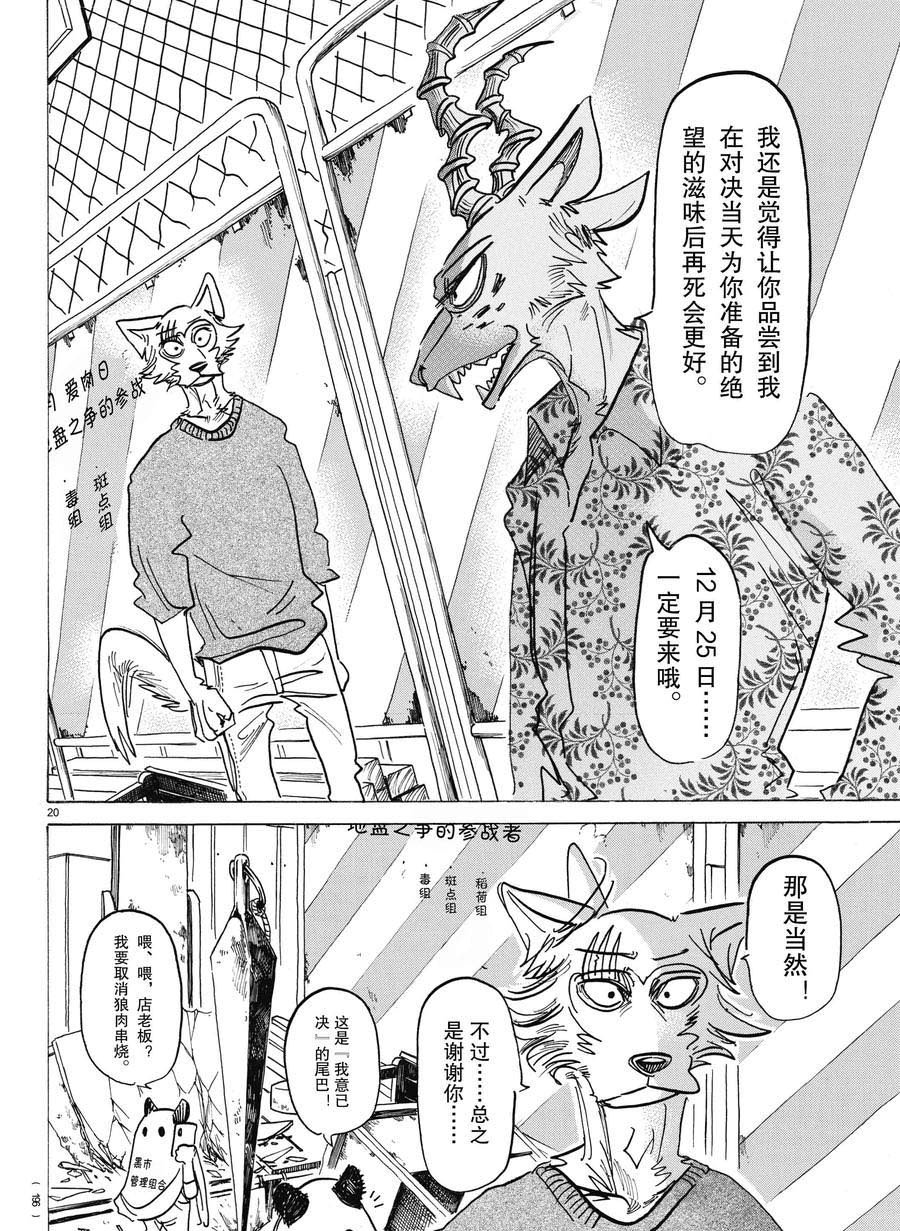 我还是觉得让你品尝到我
在对决当天为你准备的绝
望的滋味后再死会更好。
12月25日……
一定要来哦。
爱肉日
地盘之争的参战
·斑点组
·毒组
20
那是当然！
不过……总之
是谢谢你……
地盘之争的参战者
·稻荷组
·斑点组
·毒组
这是『我意已
决』的尾巴！
喂、喂，店老板？
我要取消狼肉串烧。
黑市
管理组合